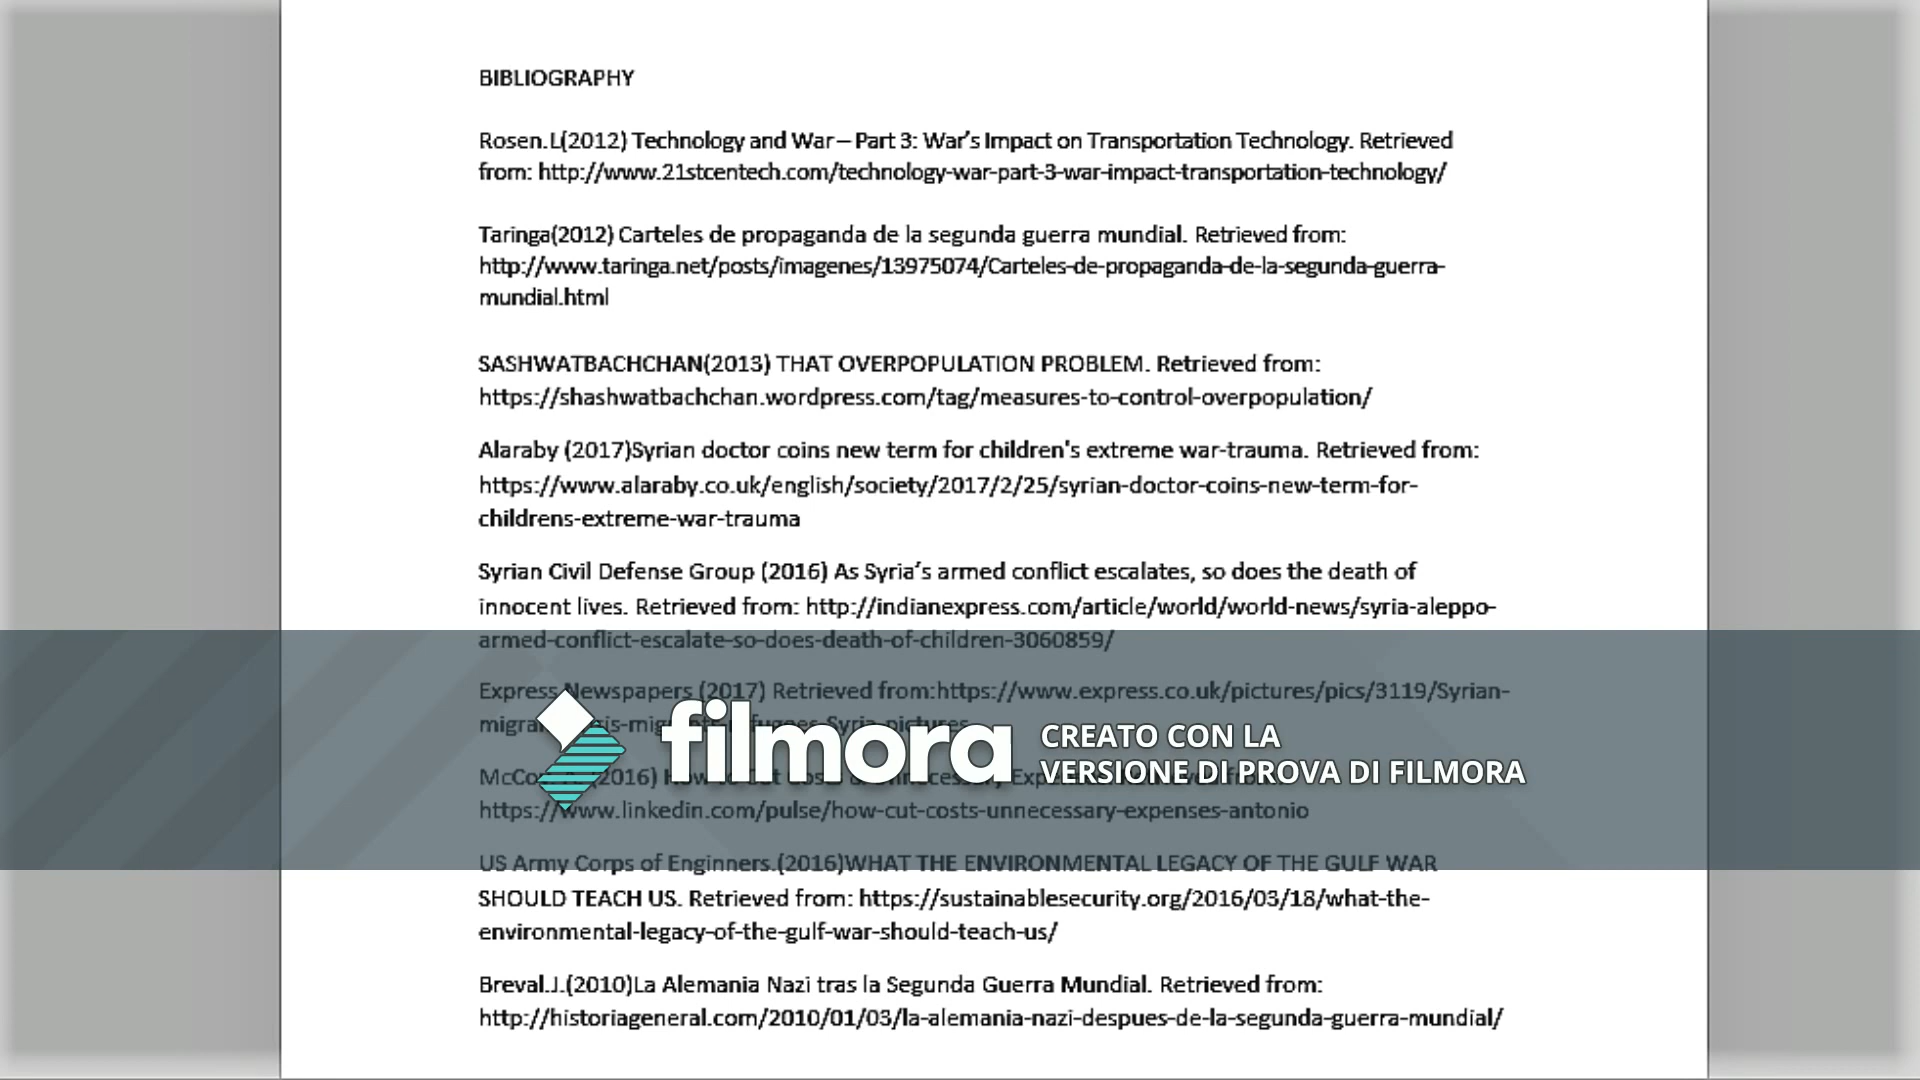 BIBLIOGRAPHY
Rosen.L(2012) Technology and War – Part 3: War's Impact on Transportation Technology. Retrieved
from: http://www.21stcentech.com/technology-war-part-3-war-impact-transportation-technology/
Taringa(2012) Carteles de propaganda de la segunda guerra mundial. Retrieved from:
http://www.taringa.net/posts/imagenes/13975074/Carteles-de-propaganda-de-la-segunda-guerra-
mundial.html
SASHWATBACHCHAN(2013) THAT OVERPOPULATION PROBLEM. Retrieved from:
https://shashwatbachchan.wordpress.com/tag/measures-to-control-overpopulation/
Alaraby (2017)Syrian doctor coins new term for children's extreme war-trauma. Retrieved from:
https://www.alaraby.co.uk/english/society/2017/2/25/syrian-doctor-coins-new-term-for-
childrens-extreme-war-trauma
Syrian Civil Defense Group (2016) As Syria's armed conflict escalates, so does the death of
innocent lives. Retrieved from: http://indianexpress.com/article/world/world-news/syria-aleppo-
armed-conflict-escalate-so-does-death-of-children-3060859/
Express Newspapers (2017) Retrieved from:https://www.express.co.uk/pictures/pics/3119/Syrian-
filmora
CREATO CON LA
VERSIONE DI PROVA DI FILMORA
https://www.linkedin.com/pulse/how-cut-costs-unnecessary-expenses-antonio
US Army Corps of Enginners.(2016)WHAT THE ENVIRONMENTAL LEGACY OF THE GULF WAR
SHOULD TEACH US. Retrieved from: https://sustainablesecurity.org/2016/03/18/what-the-
environmental-legacy-of-the-gulf-war-should-teach-us/
Breval.J.(2010)La Alemania Nazi tras la Segunda Guerra Mundial. Retrieved from:
http://historiageneral.com/2010/01/03/la-alemania-nazi-despues-de-la-segunda-guerra-mundial/